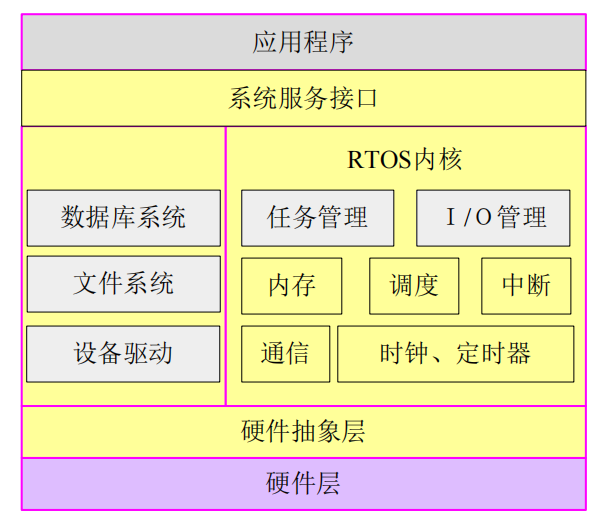 应用程序
系统服务接口
RTOS内核
数据库系统
任务管理
I/O管理
文件系统
内存
调度
中断
设备驱动
通信
时钟、定时器
硬件抽象层
硬件层